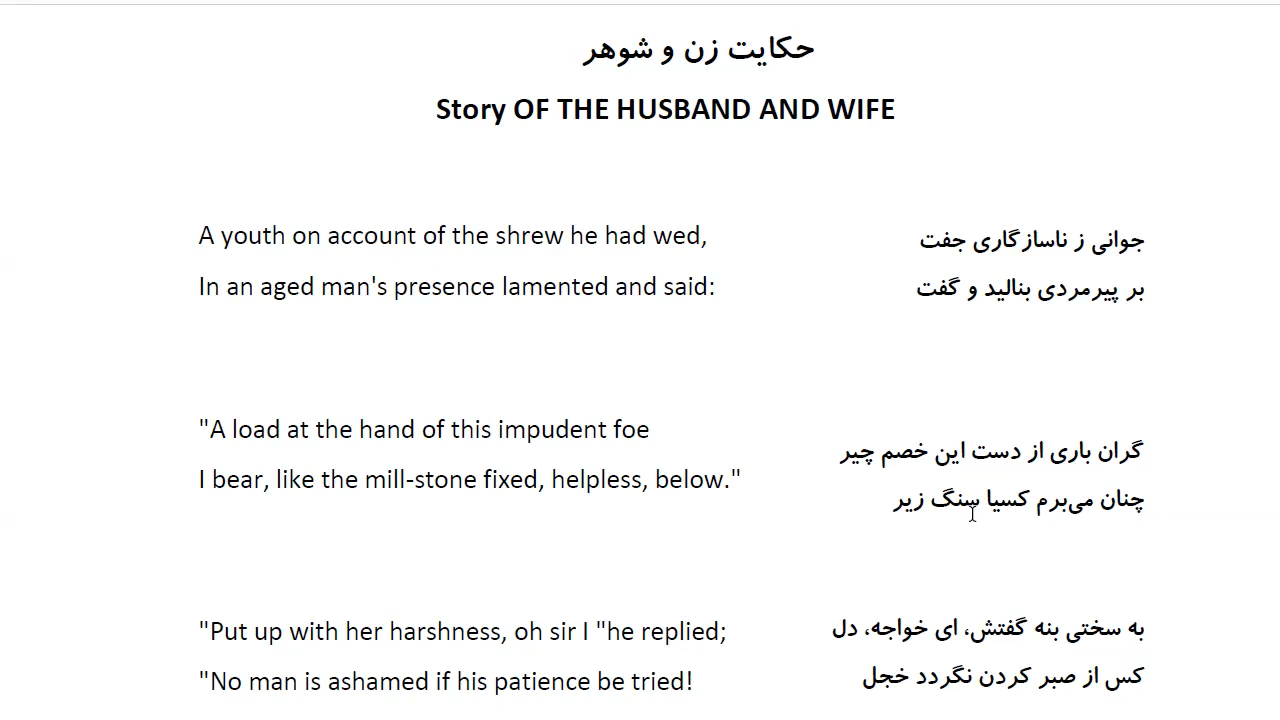 حکایت زن و شوهر
Story OF THE HUSBAND AND WIFE
A youth on account of the shrew he had wed,
In an aged man's presence lamented and said:
جوانی ز ناسازگاری جفت
بر پیرمردی بنالید و گفت
"A load at the hand of this impudent foe
I bear, like the mill-stone fixed, helpless, below."
گران باری از دست این خصم چیر
چنان می‌برم کسیا سنگ زیر
"Put up with her harshness, oh sir I "he replied;
"No man is ashamed if his patience be tried!
به سختی بنه گفتش، ای خواجه، دل
کس از صبر کردن نگردد خجل